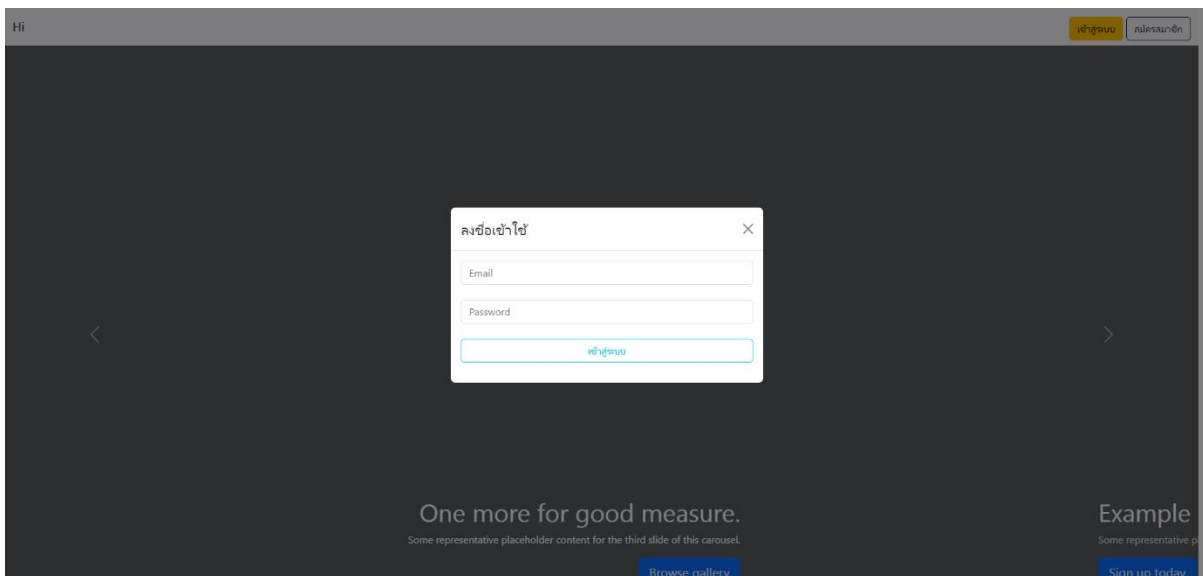 Hi
เข้าสู่ระบบ
สมัครสมาชิก
ลงชื่อเข้าใช้
Email
Password
เข้าสู่ระบบ
One more for good measure.
Some representative placeholder content for the third slide of this carousel.
Browse gallery
Example
Some representative p
Sign up today